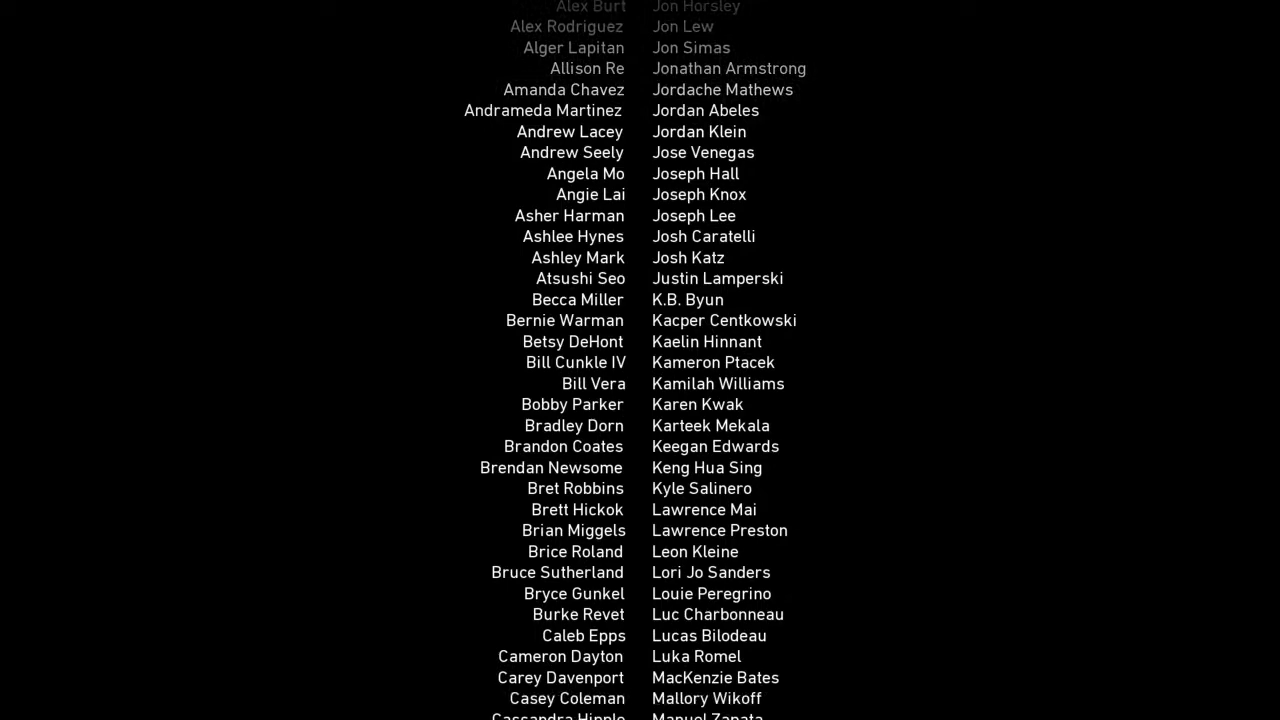 Alex Burt Jon Horsley
Alex Rodriguez Jon Lew
Alger Lapitan Jon Simas
Allison Re Jonathan Armstrong
Amanda Chavez Jordache Mathews
Andrameda Martinez Jordan Abeles
Andrew Lacey Jordan Klein
Andrew Seely Jose Venegas
Angela Mo Joseph Hall
Angie Lai Joseph Knox
Asher Harman Joseph Lee
Ashlee Hynes Josh Caratelli
Ashley Mark Josh Katz
Atsushi Seo Justin Lamperski
Becca Miller K.B. Byun
Bernie Warman Kacper Centkowski
Betsy DeHont Kaelin Hinnant
Bill Cunkle IV Kameron Ptacek
Bill Vera Kamilah Williams
Bobby Parker Karen Kwak
Bradley Dorn Karteek Mekala
Brandon Coates Keegan Edwards
Brendan Newsome Keng Hua Sing
Bret Robbins Kyle Salinero
Brett Hickok Lawrence Mai
Brian Miggels Lawrence Preston
Brice Roland Leon Kleine
Bruce Sutherland Lori Jo Sanders
Bryce Gunkel Louie Peregrino
Burke Revet Luc Charbonneau
Caleb Epps Lucas Bilodeau
Cameron Dayton Luka Romel
Carey Davenport MacKenzie Bates
Casey Coleman Mallory Wikoff
Cassandra Hipple Manuel Zapata